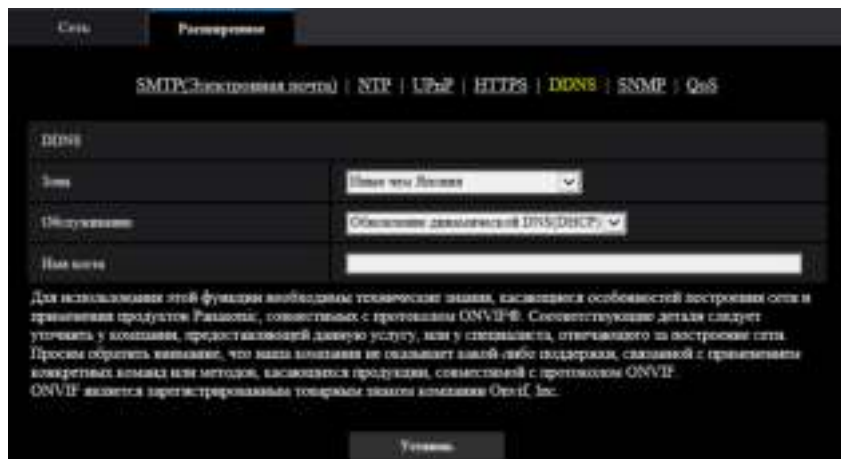 Сеть Расширенное
SMTP(Электронная почта) | NTP | UPnP | HTTPS | DDNS | SNMP | QoS
DDNS
Зона Иные чем Япония
Обслуживание Обновление динамической DNS(DHCP)
Имя хоста
Для использования этой функции необходимы технические знания, касающиеся особенностей построения сети и
применения продуктов Panasonic, совместимых с протоколом ONVIF®. Соответствующие детали следует
уточнить у компании, предоставляющей данную услугу, или у специалиста, отвечающего за построение сети.
Просим обратить внимание, что наша компания не оказывает какой либо поддержки, связанной с применением
конкретных команд или методов, касающихся продукции, совместимой с протоколом ONVIF.
ONVIF является зарегистрированным товарным знаком компании Onvif, Inc.
Установ.